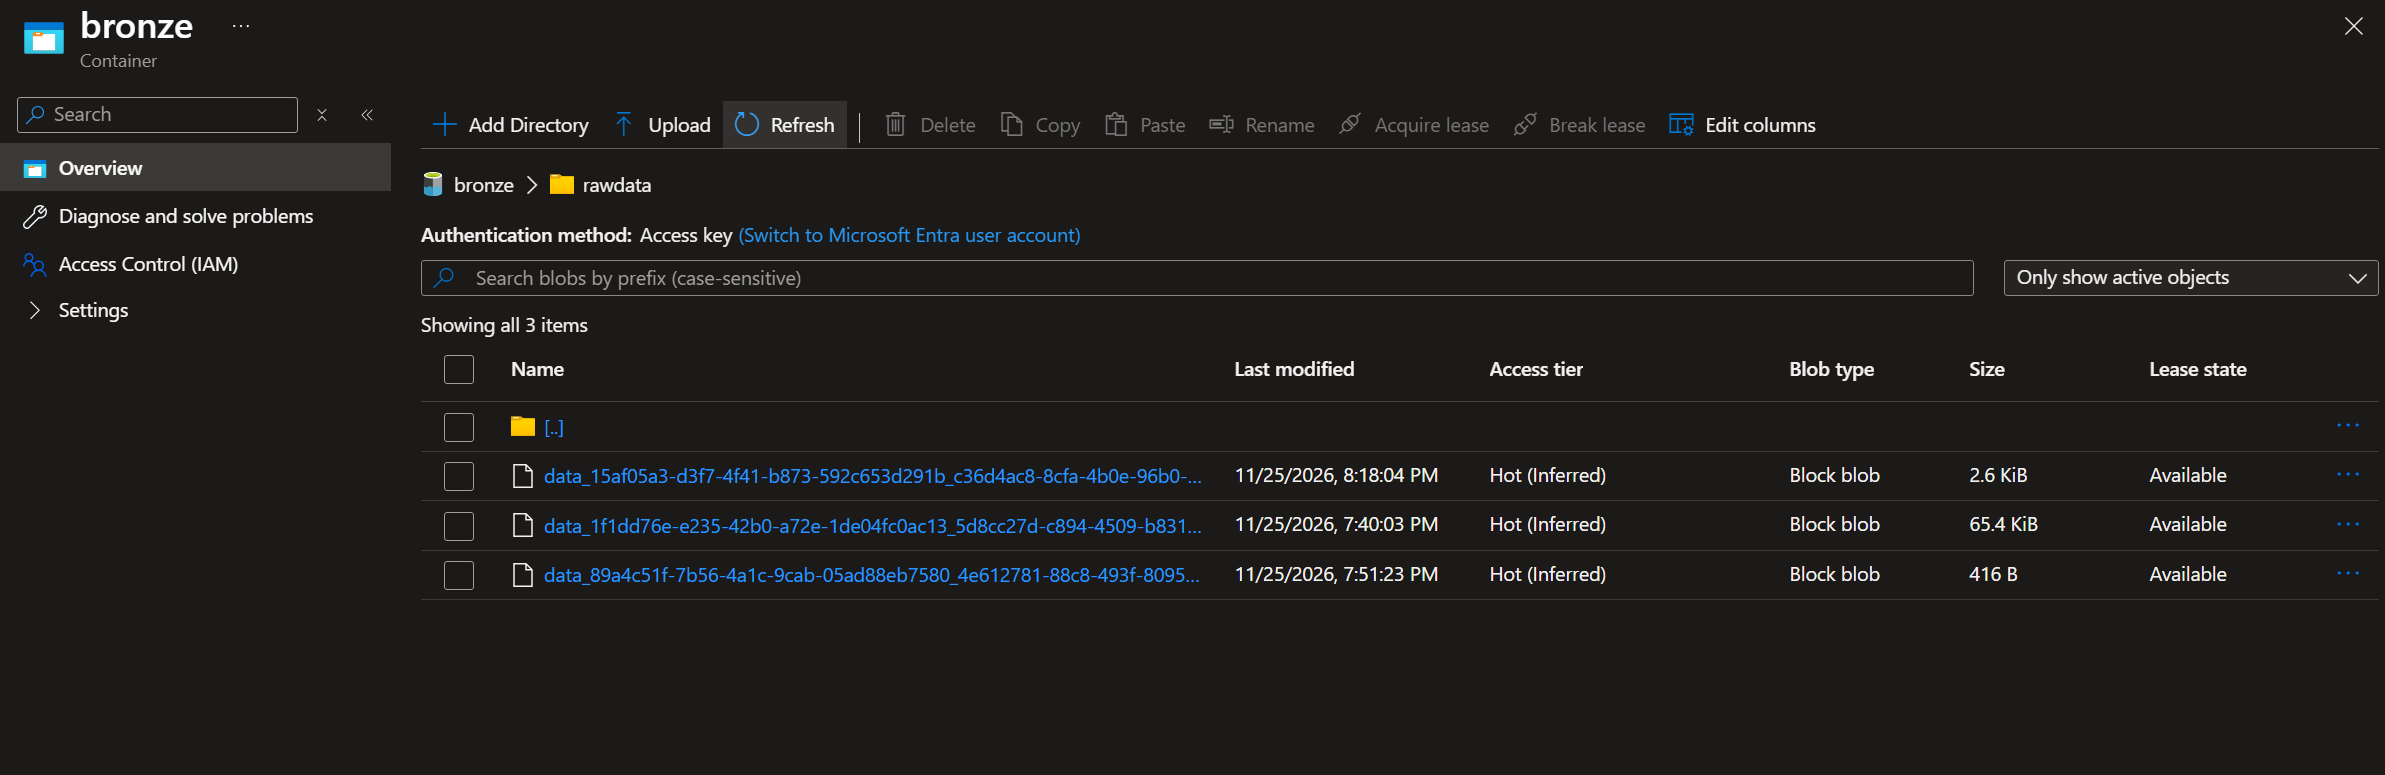 bronze ...
Container
Search
Overview
Diagnose and solve problems
Access Control (IAM)
Settings
Add Directory Upload Refresh Delete Copy Paste Rename Acquire lease Break lease Edit columns
bronze > rawdata
Authentication method: Access key (Switch to Microsoft Entra user account)
Search blobs by prefix (case-sensitive) Only show active objects
Showing all 3 items
Name Last modified Access tier Blob type Size Lease state
[..]
data_15af05a3-d3f7-4f41-b873-592c653d291b_c36d4ac8-8cfa-4b0e-96b0-... 11/25/2026, 8:18:04 PM Hot (Inferred) Block blob 2.6 KiB Available
data_1f1dd76e-e235-42b0-a72e-1de04fc0ac13_5d8cc27d-c894-4509-b831... 11/25/2026, 7:40:03 PM Hot (Inferred) Block blob 65.4 KiB Available
data_89a4c51f-7b56-4a1c-9cab-05ad88eb7580_4e612781-88c8-493f-8095... 11/25/2026, 7:51:23 PM Hot (Inferred) Block blob 416 B Available